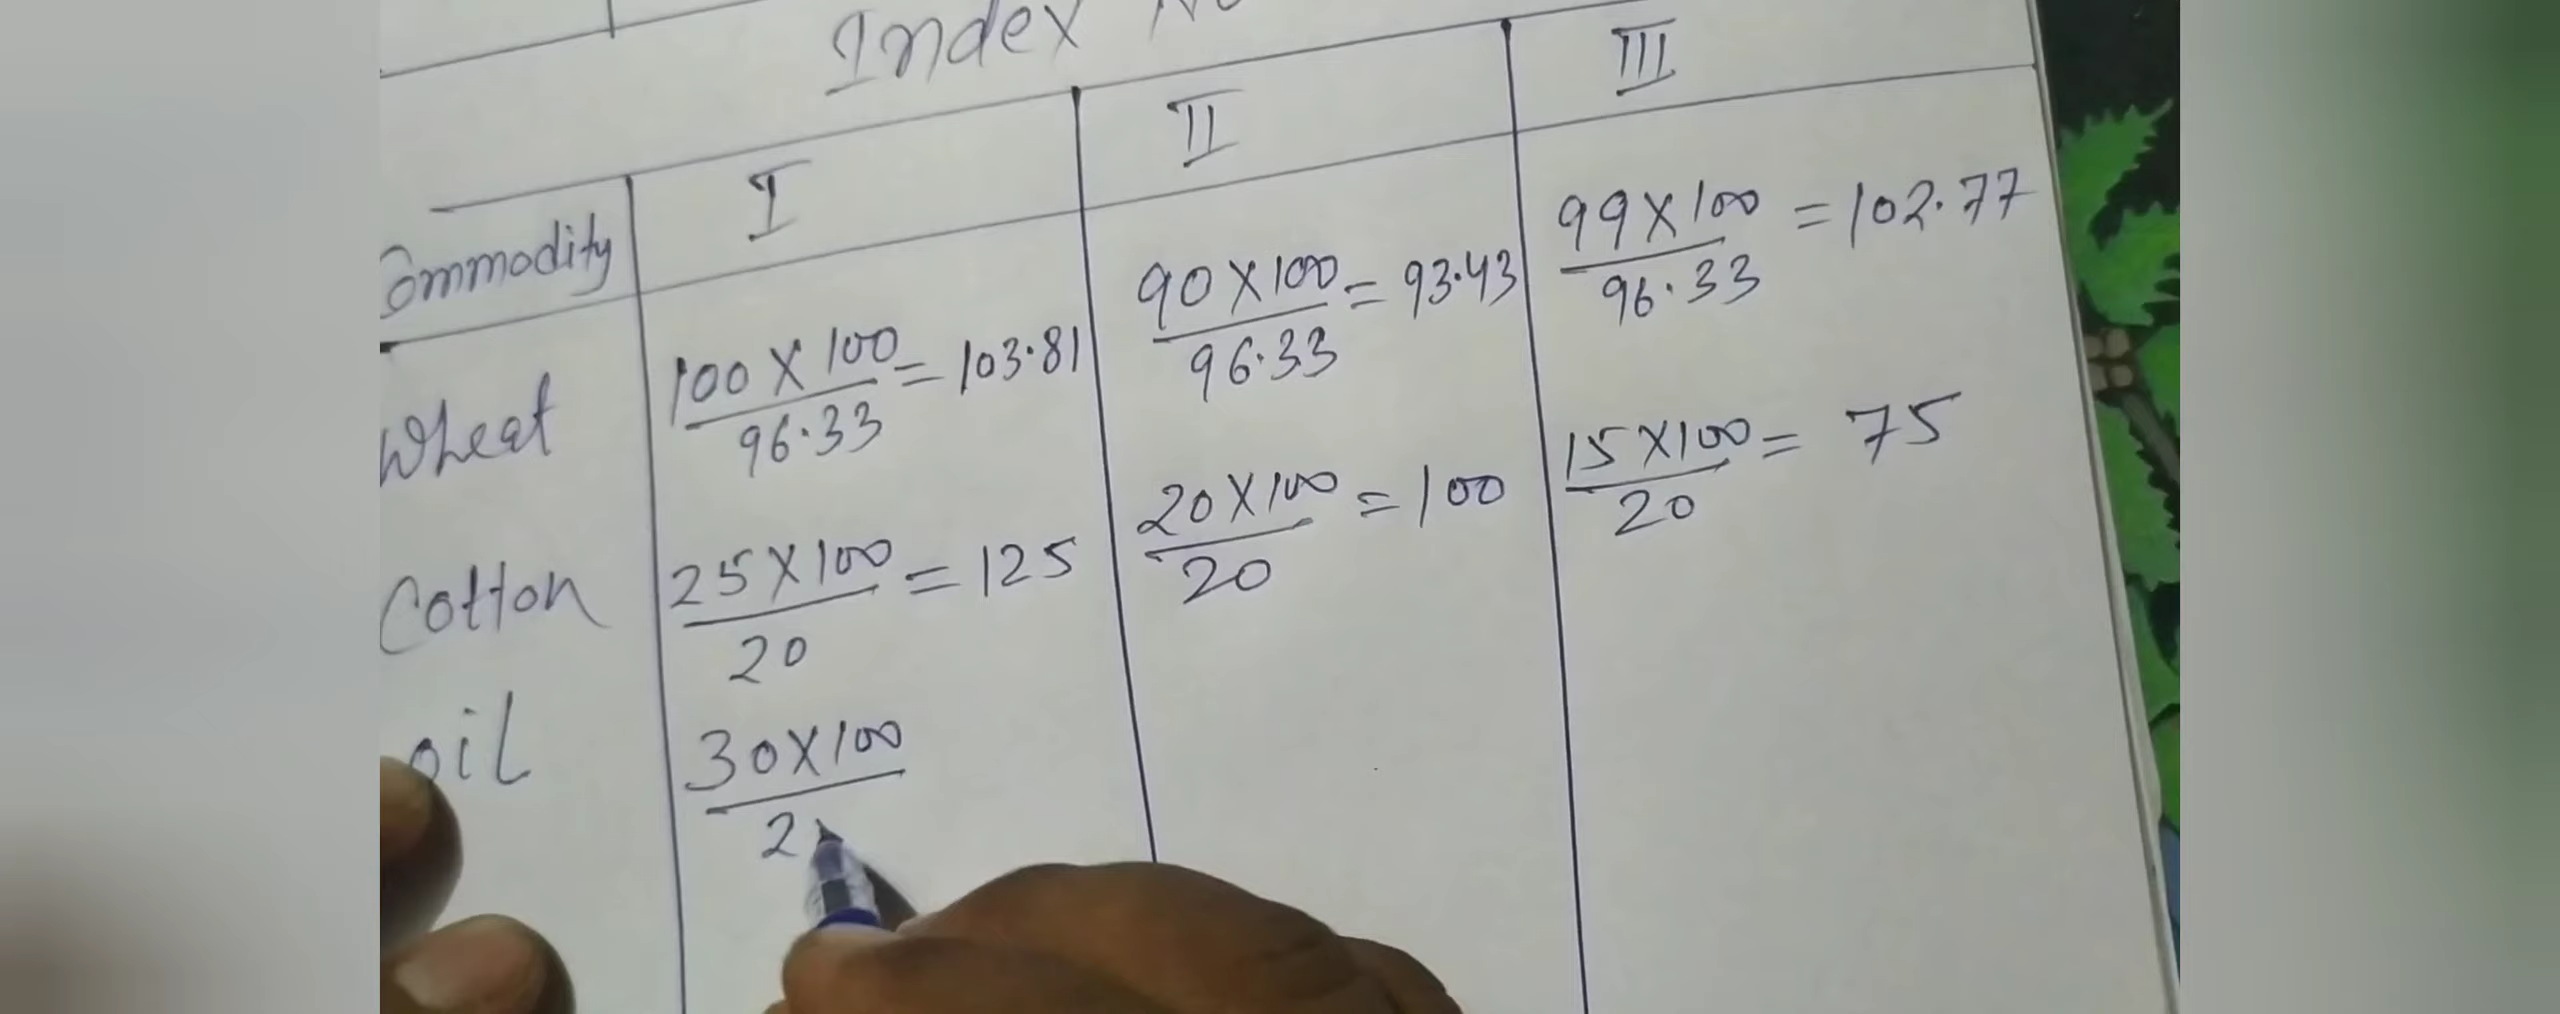 Index
Commodity I II III
Wheat 100 X 100 / 96.33 = 103.81 90 X 100 / 96.33 = 93.43 99 X 100 / 96.33 = 102.77
Cotton 25 X 100 / 20 = 125 20 X 100 / 20 = 100 15 X 100 / 20 = 75
oil 30 X 100 / 2